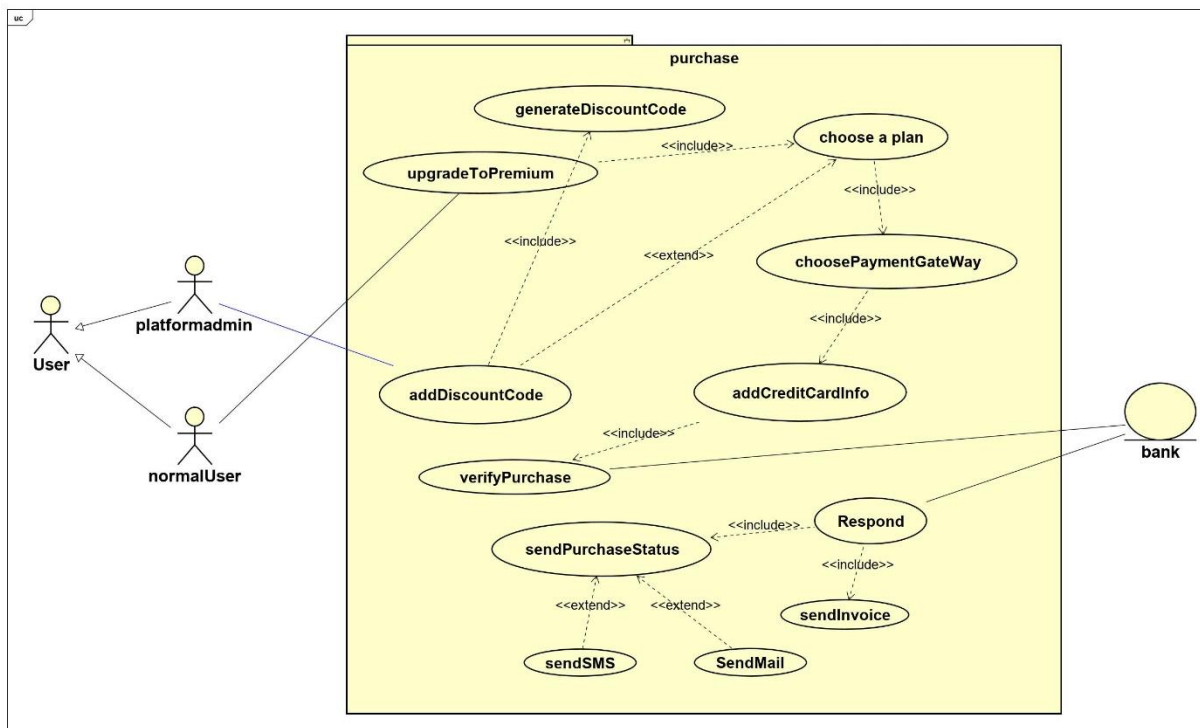 uc
purchase
generateDiscountCode
choose a plan
<<include>>
upgradeToPremium
<<include>>
<<include>>
<<extend>>
choosePaymentGateWay
platformadmin
<<include>>
User
addDiscountCode
addCreditCardInfo
<<include>>
normalUser
verifyPurchase
bank
Respond
<<include>>
sendPurchaseStatus
<<include>>
<<extend>>
<<extend>>
sendInvoice
sendSMS
SendMail